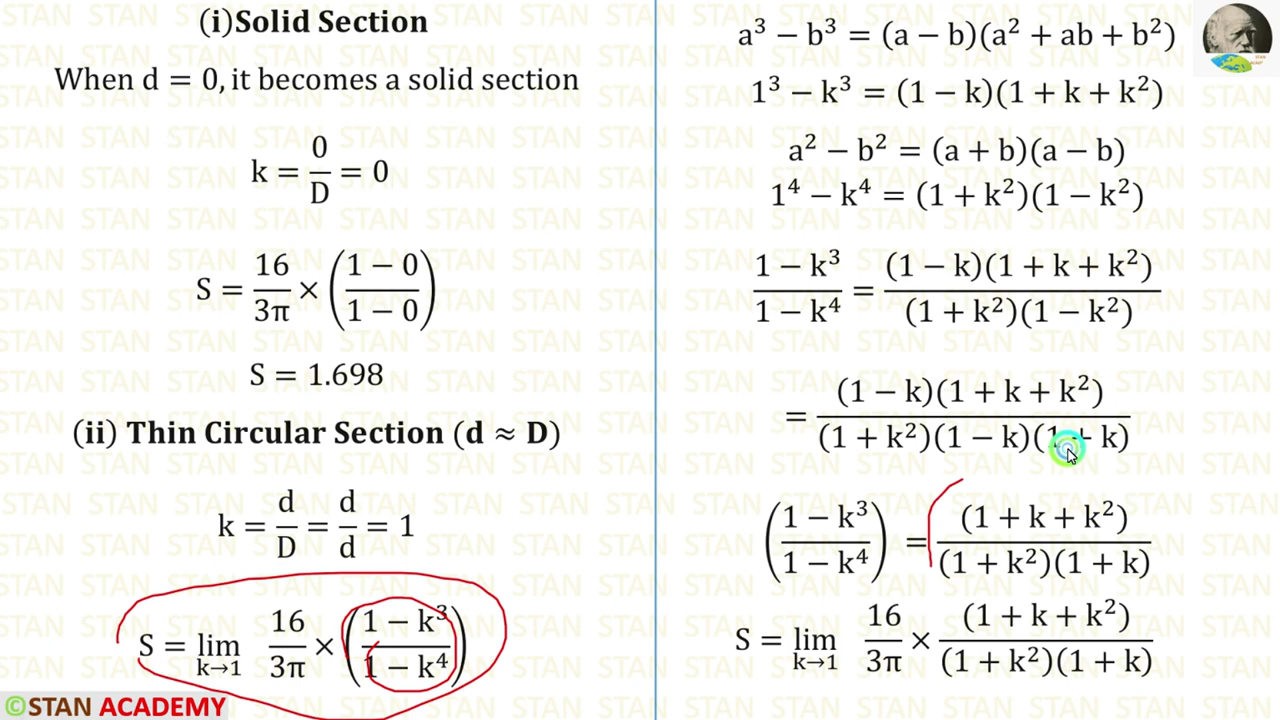 (i)Solid Section
When d = 0, it becomes a solid section
k = 0/D = 0
S = 16/3π × ((1 − 0)/(1 − 0))
S = 1.698
(ii) Thin Circular Section (d ≈ D)
k = d/D = d/d = 1
S = lim k→1 16/3π × ((1 − k³)/(1 − k⁴))
©STAN ACADEMY
a³ − b³ = (a − b)(a² + ab + b²)
1³ − k³ = (1 − k)(1 + k + k²)
a² − b² = (a + b)(a − b)
1⁴ − k⁴ = (1 + k²)(1 − k²)
(1 − k³)/(1 − k⁴) = (1 − k)(1 + k + k²)/(1 + k²)(1 − k²)
= (1 − k)(1 + k + k²)/(1 + k²)(1 − k)(1 + k)
((1 − k³)/(1 − k⁴)) = (1 + k + k²)/(1 + k²)(1 + k)
S = lim k→1 16/3π × (1 + k + k²)/(1 + k²)(1 + k)